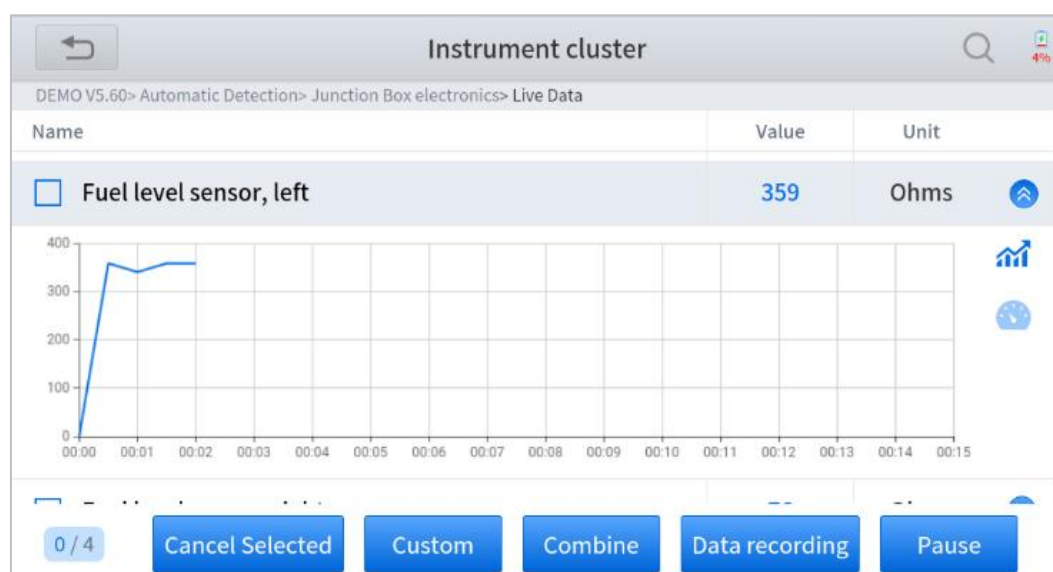 Instrument cluster
4%
DEMO V5.60> Automatic Detection> Junction Box electronics> Live Data
Name Value Unit
Fuel level sensor, left 359 Ohms
400
300
200
100
0
00:00 00:01 00:02 00:03 00:04 00:05 00:06 00:07 00:08 00:09 00:10 00:11 00:12 00:13 00:14 00:15
0 / 4 Cancel Selected Custom Combine Data recording Pause